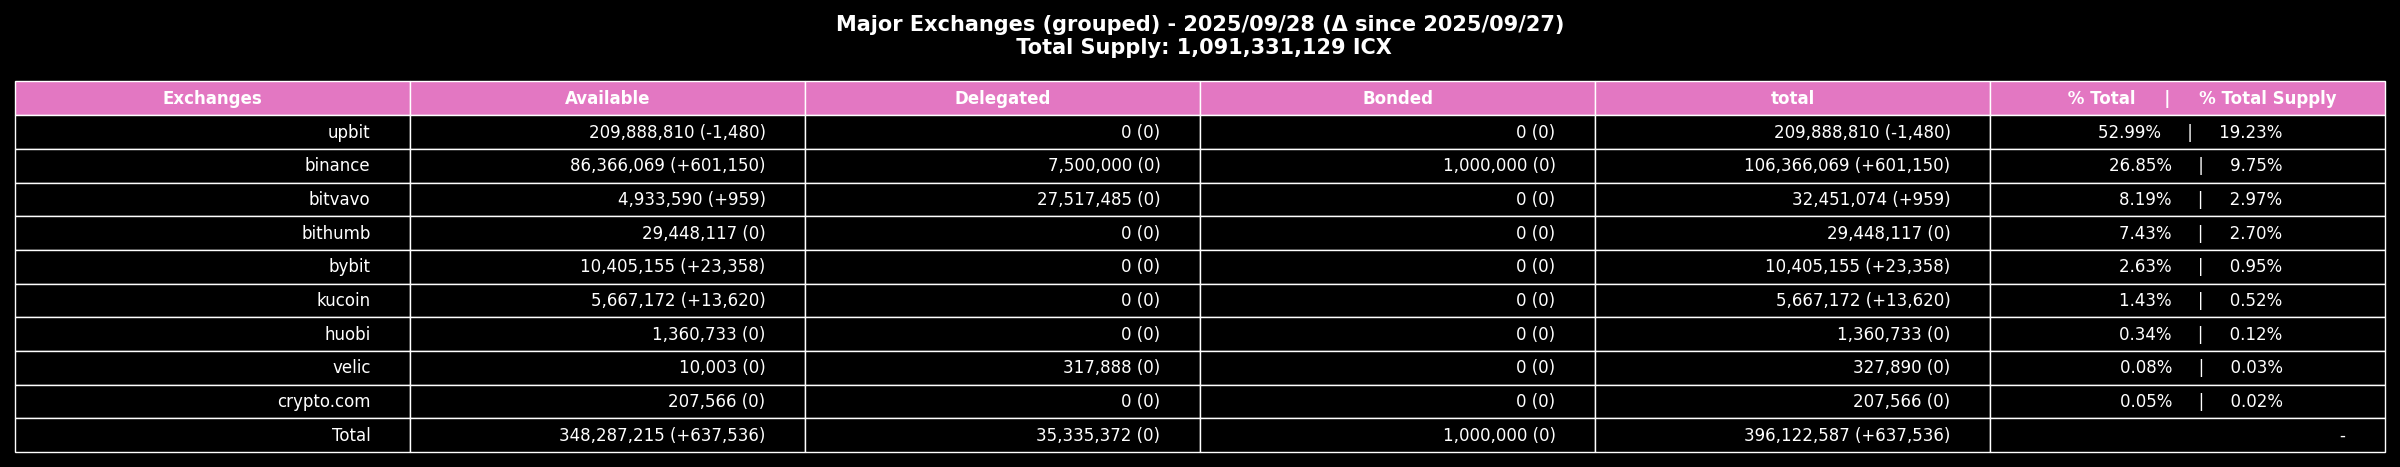 Major Exchanges (grouped) - 2025/09/28 (Δ since 2025/09/27)
Total Supply: 1,091,331,129 ICX
Exchanges Available Delegated Bonded total % Total | % Total Supply
upbit 209,888,810 (-1,480) 0 (0) 0 (0) 209,888,810 (-1,480) 52.99% | 19.23%
binance 86,366,069 (+601,150) 7,500,000 (0) 1,000,000 (0) 106,366,069 (+601,150) 26.85% | 9.75%
bitvavo 4,933,590 (+959) 27,517,485 (0) 0 (0) 32,451,074 (+959) 8.19% | 2.97%
bithumb 29,448,117 (0) 0 (0) 0 (0) 29,448,117 (0) 7.43% | 2.70%
bybit 10,405,155 (+23,358) 0 (0) 0 (0) 10,405,155 (+23,358) 2.63% | 0.95%
kucoin 5,667,172 (+13,620) 0 (0) 0 (0) 5,667,172 (+13,620) 1.43% | 0.52%
huobi 1,360,733 (0) 0 (0) 0 (0) 1,360,733 (0) 0.34% | 0.12%
velic 10,003 (0) 317,888 (0) 0 (0) 327,890 (0) 0.08% | 0.03%
crypto.com 207,566 (0) 0 (0) 0 (0) 207,566 (0) 0.05% | 0.02%
Total 348,287,215 (+637,536) 35,335,372 (0) 1,000,000 (0) 396,122,587 (+637,536) -